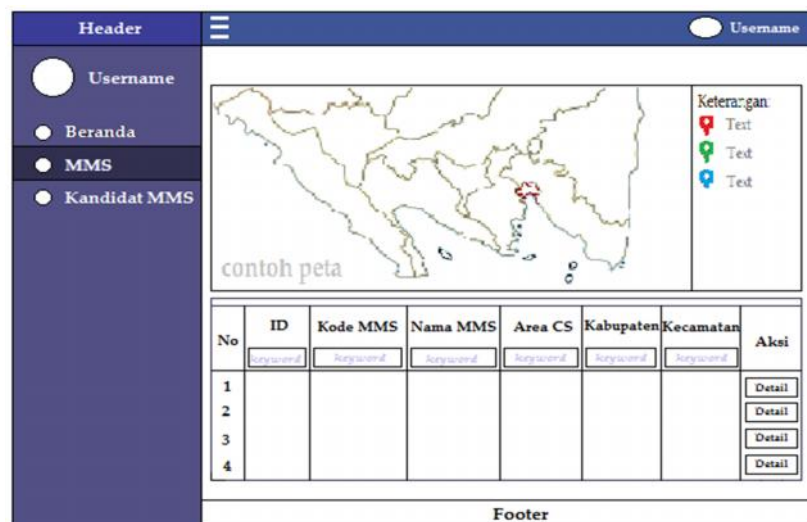 Header
Username
Username
Beranda
MMS
Kandidat MMS
contoh peta
Keterangan:
Text
Text
Text
No ID Kode MMS Nama MMS Area CS Kabupaten Kecamatan Aksi
keyword keyword keyword keyword keyword keyword
1 Detail
2 Detail
3 Detail
4 Detail
Footer